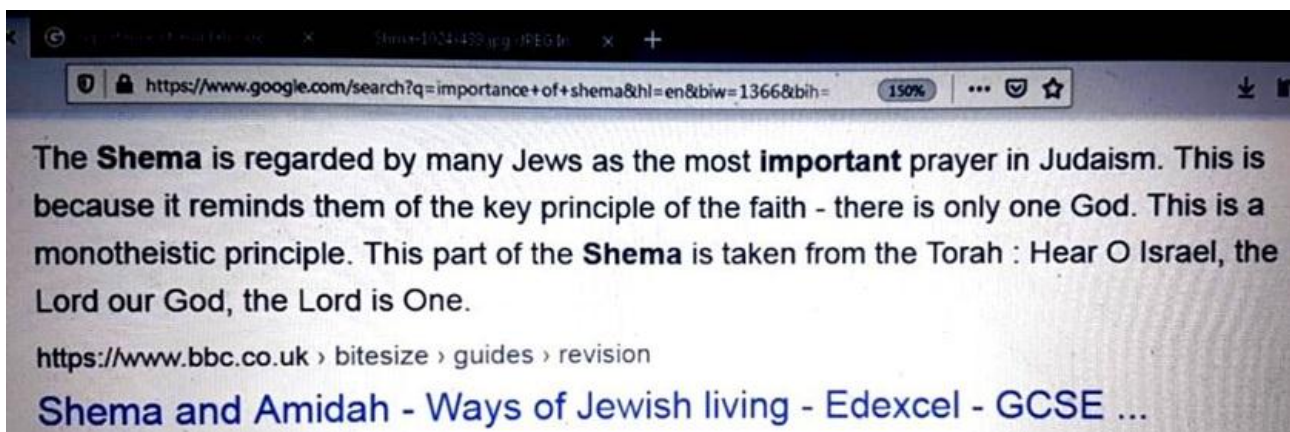 https://www.google.com/search?q=importance+of+shema&hl=en&biw=1366&bih=
150%
The Shema is regarded by many Jews as the most important prayer in Judaism. This is
because it reminds them of the key principle of the faith - there is only one God. This is a
monotheistic principle. This part of the Shema is taken from the Torah : Hear O Israel, the
Lord our God, the Lord is One.
https://www.bbc.co.uk › bitesize › guides › revision
Shema and Amidah - Ways of Jewish living - Edexcel - GCSE ...